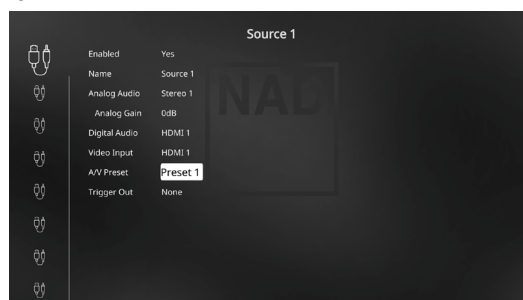 Source 1
Enabled Yes
Name Source 1
Analog Audio Stereo 1
Analog Gain 0dB
Digital Audio HDMI 1
Video Input HDMI 1
A/V Preset Preset 1
Trigger Out None
NAD